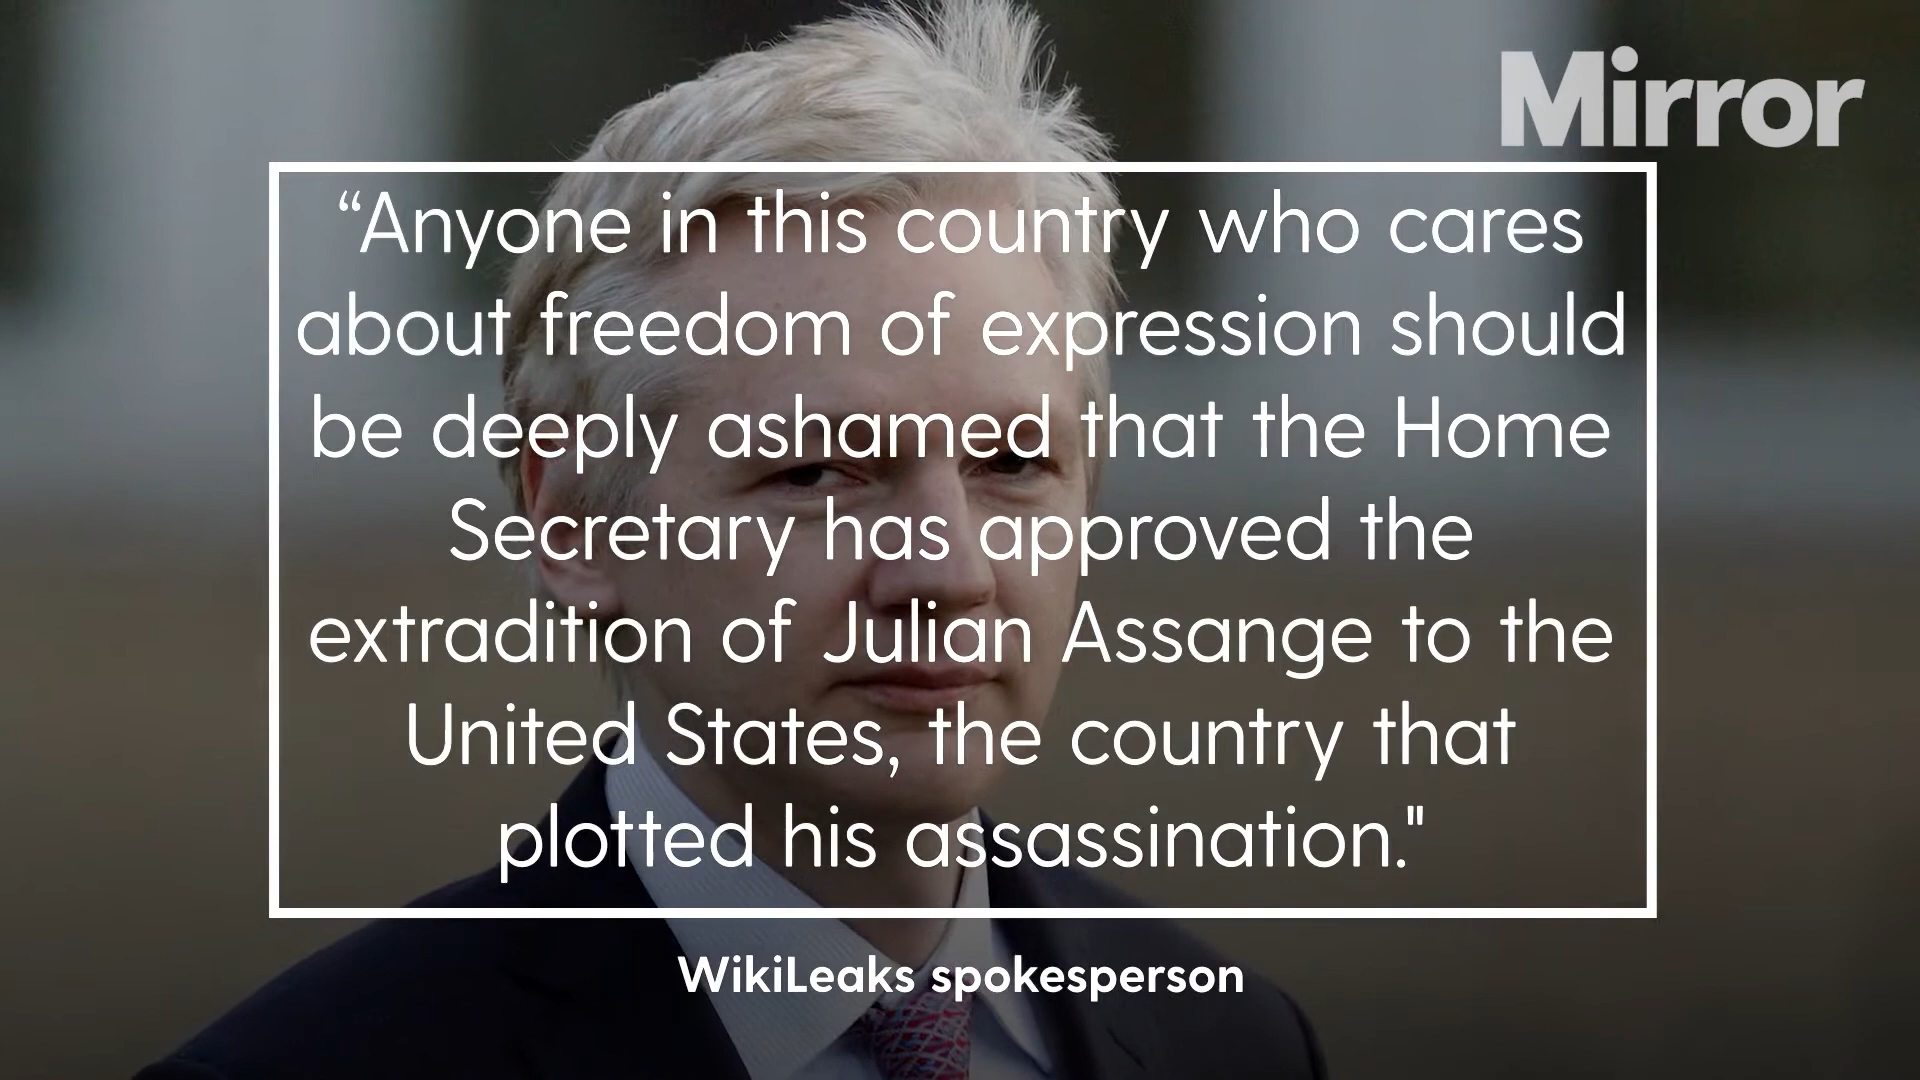 Mirror
“Anyone in this country who cares
about freedom of expression should
be deeply ashamed that the Home
Secretary has approved the
extradition of Julian Assange to the
United States, the country that
plotted his assassination."
WikiLeaks spokesperson